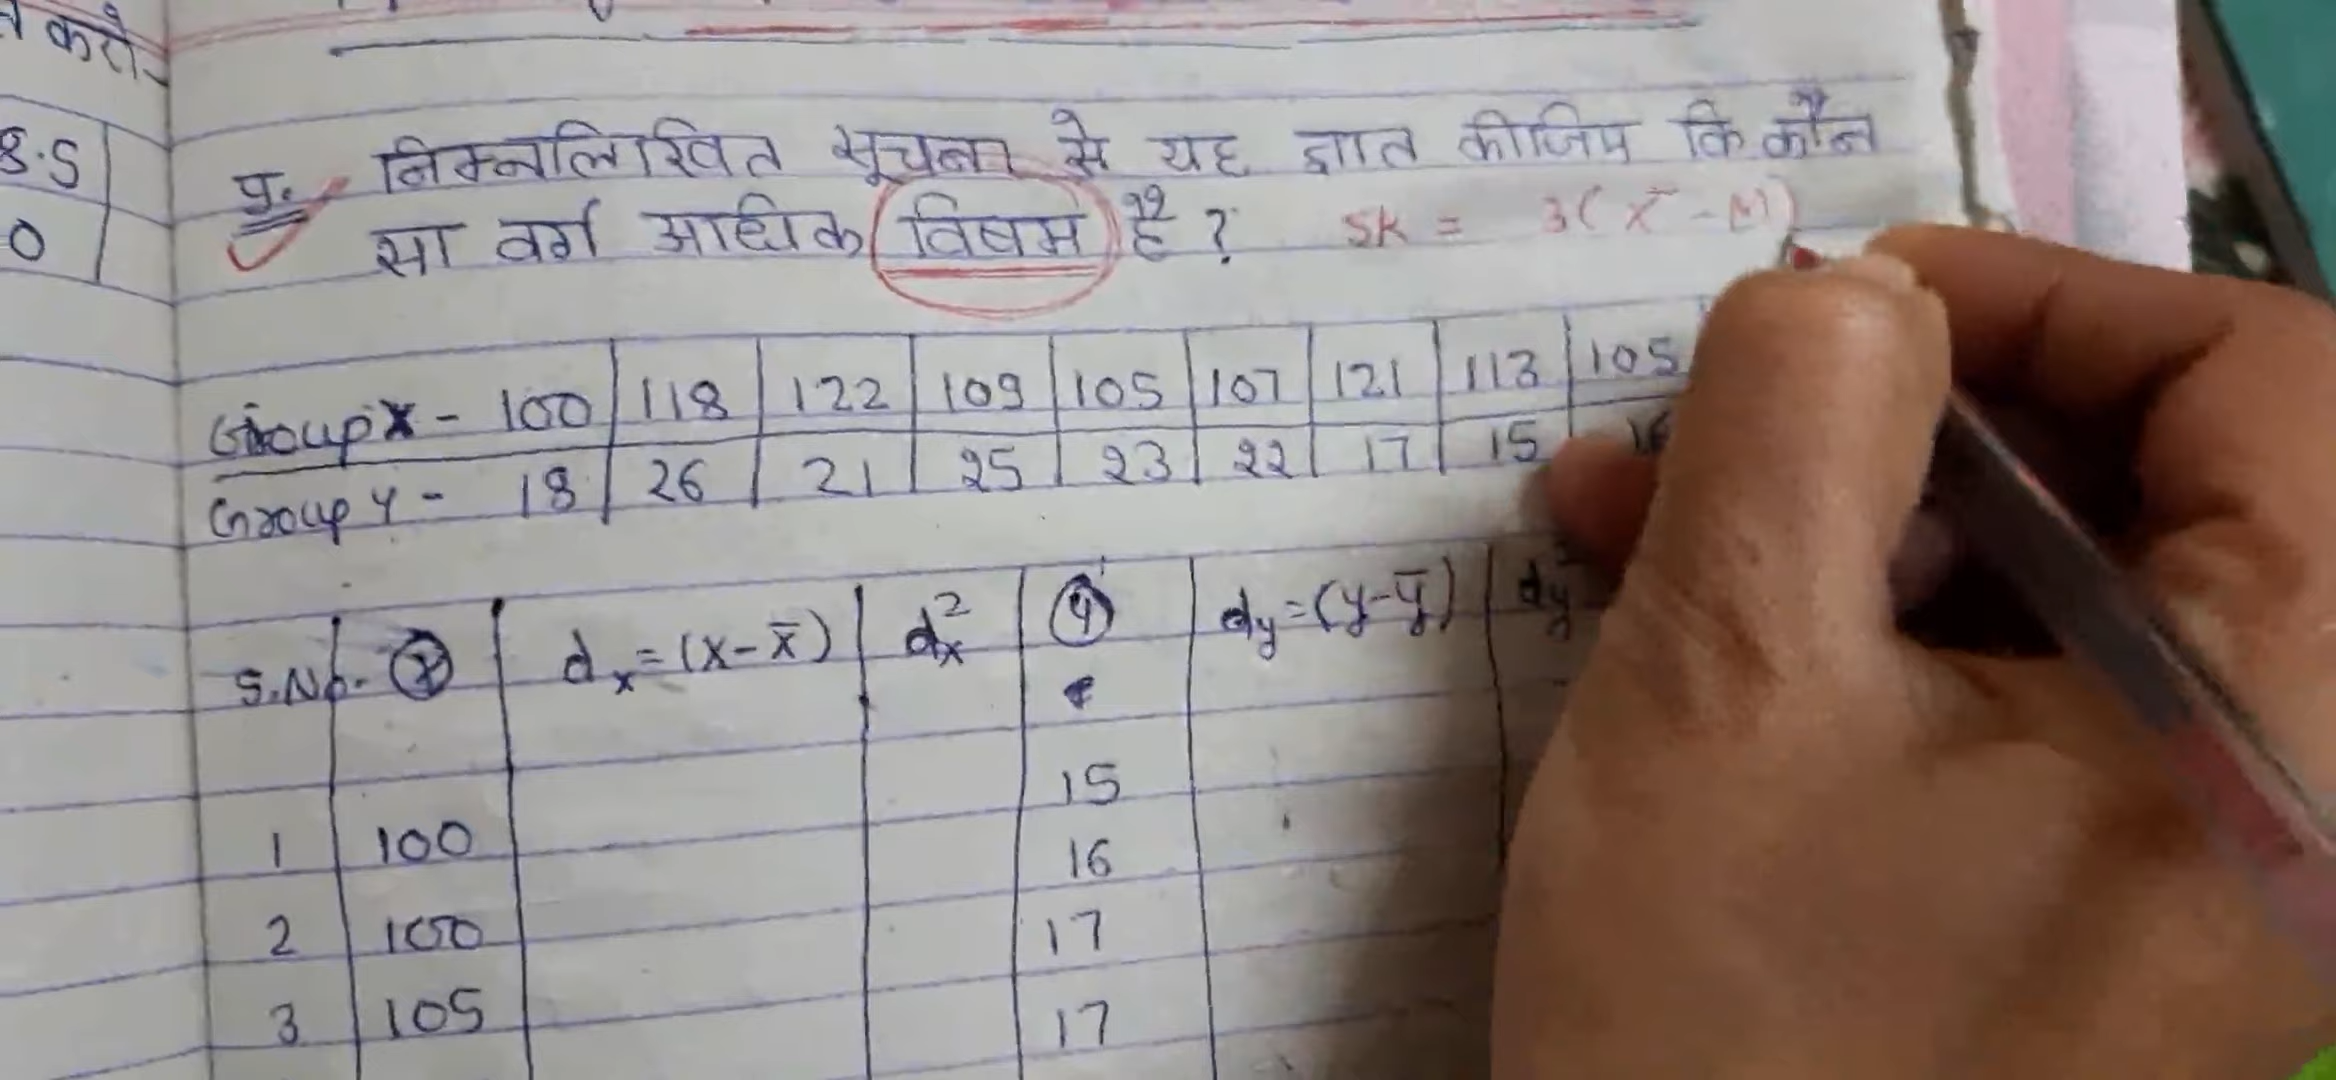 करो-
8.5
0
प्र. निम्नलिखित सूचना से यह ज्ञात कीजिए कि कौन
सा वर्ग अधिक विषम है ? SK = 3(x̄ - M)
Group X - 100 118 122 109 105 107 121 113 105
Group Y - 18 26 21 25 23 22 17 15 16
S.No. x dx = (x-x̄) dx² y dy = (y-ȳ) dy²
15
1 100 16
2 100 17
3 105 17